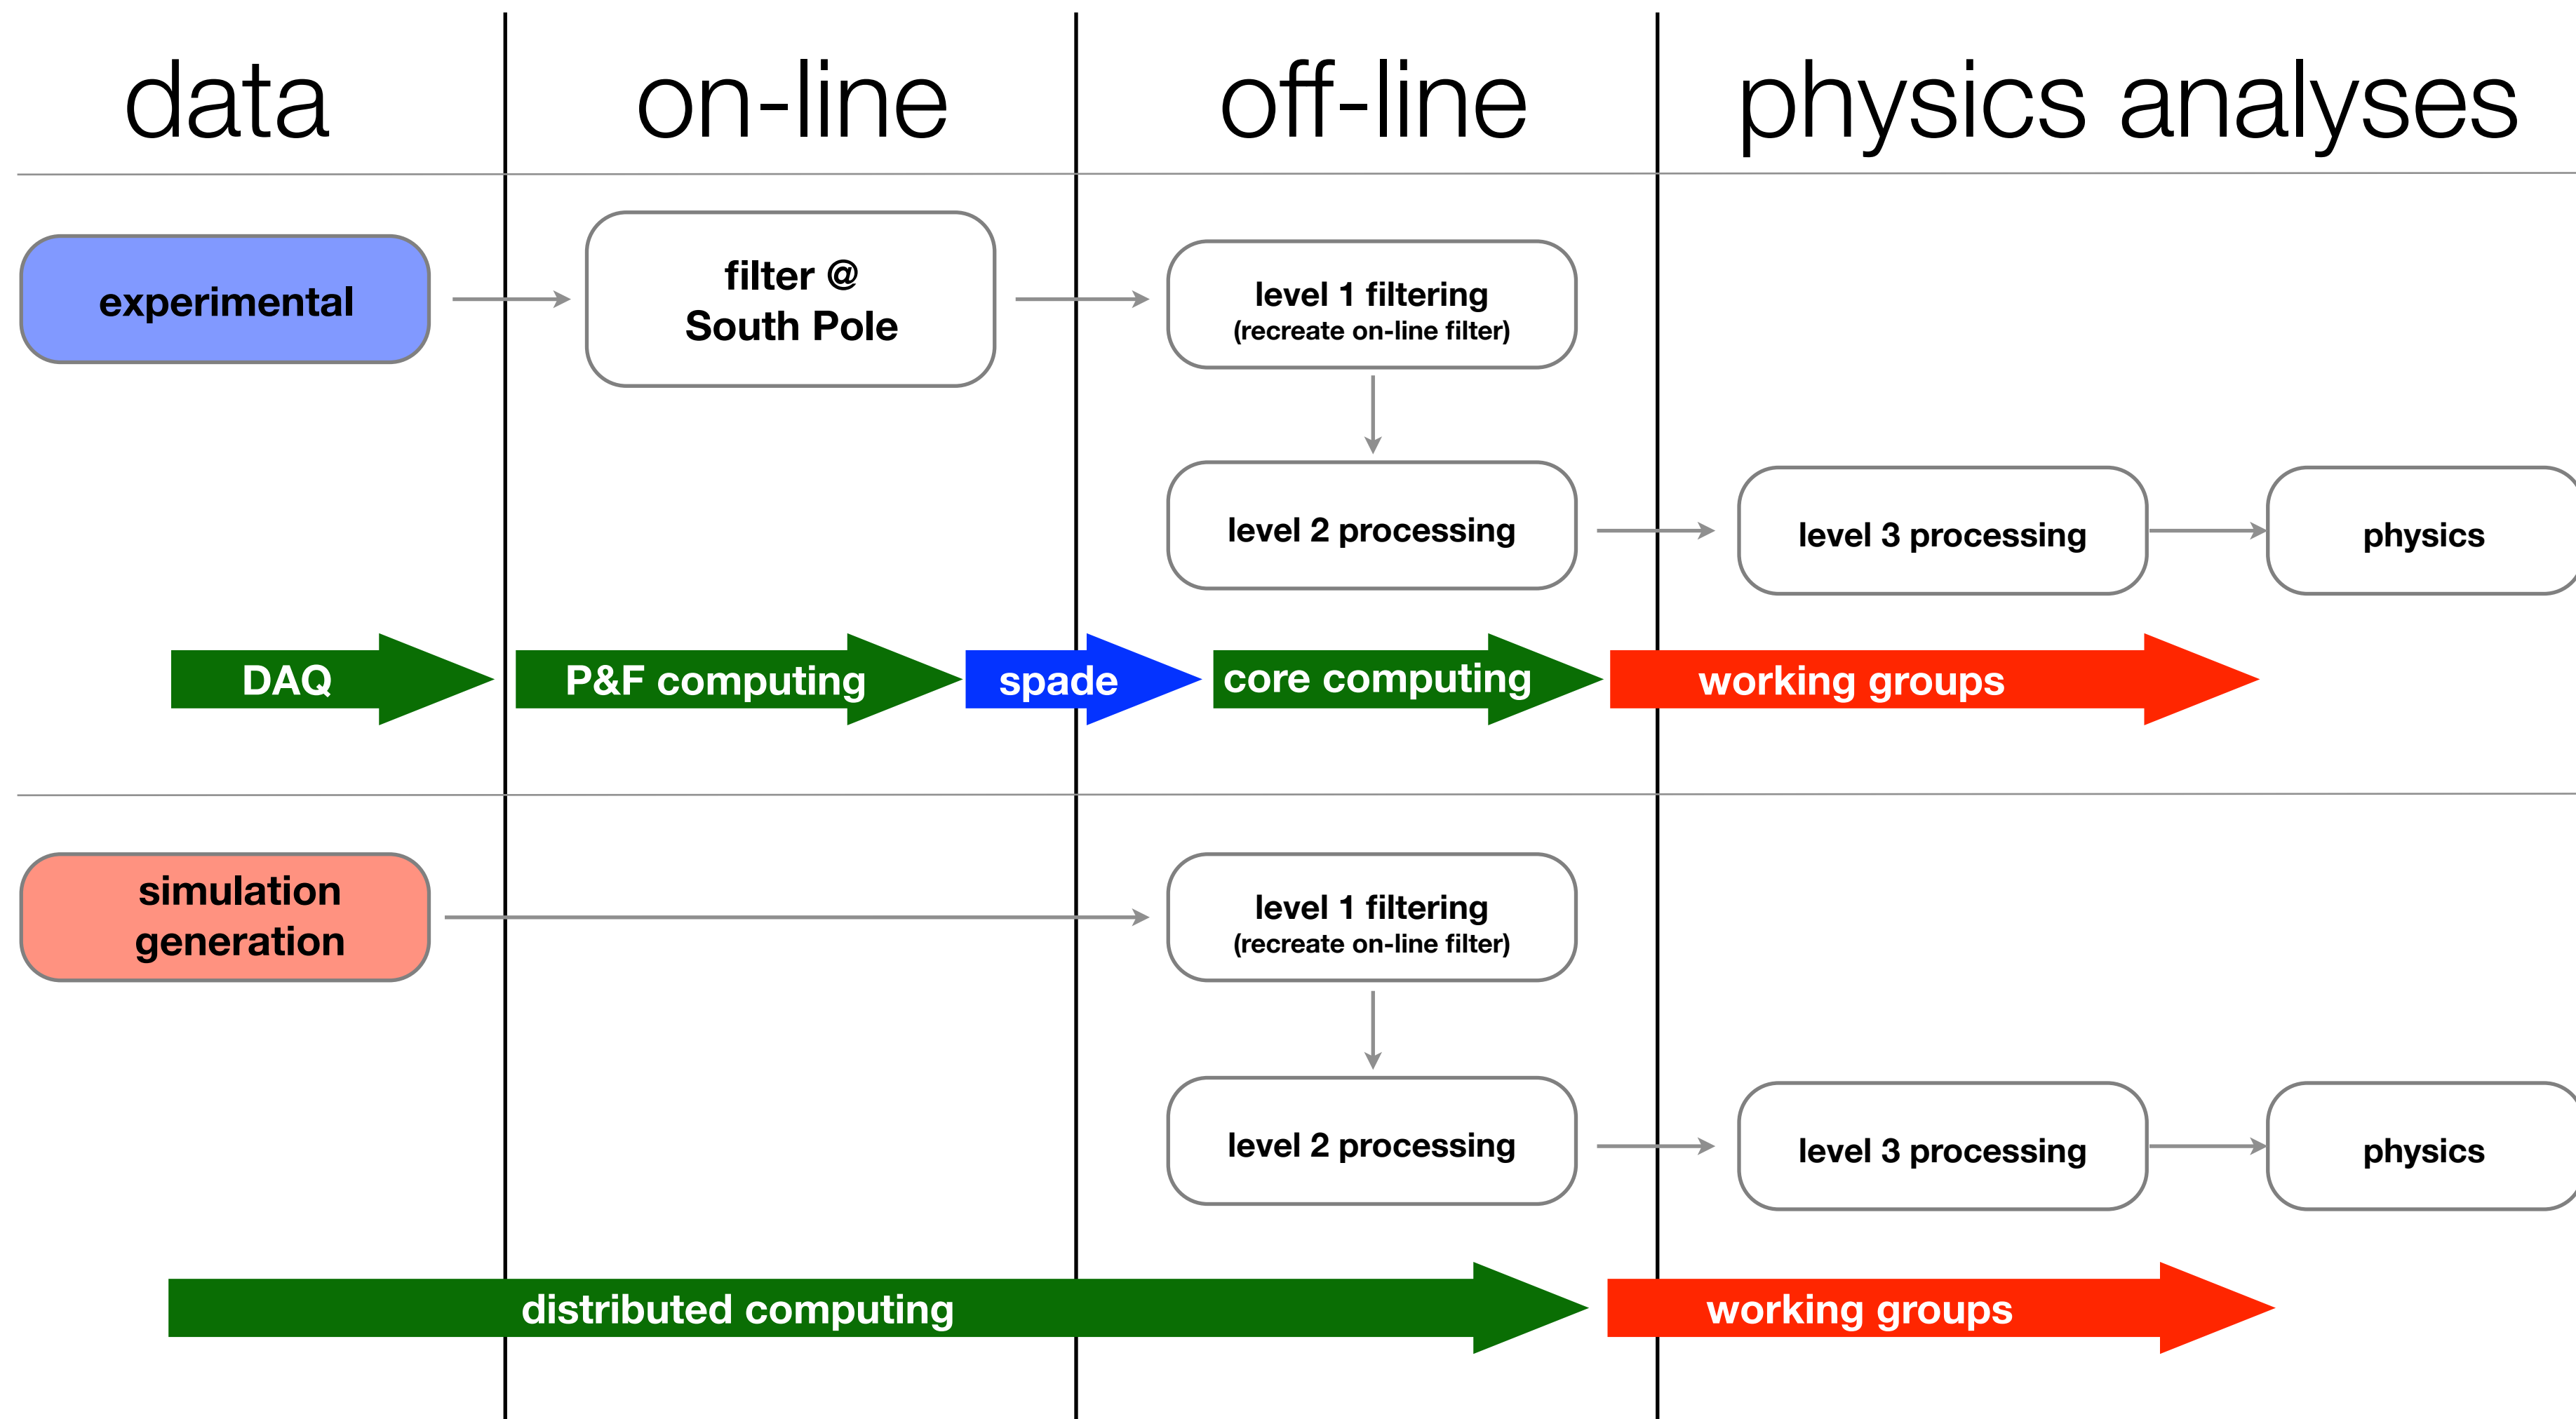 data
on-line
off-line
physics analyses
experimental
filter @
South Pole
level 1 filtering
(recreate on-line filter)
level 2 processing
level 3 processing
physics
DAQ
P&F computing
spade
core computing
working groups
simulation
generation
level 1 filtering
(recreate on-line filter)
level 2 processing
level 3 processing
physics
distributed computing
working groups